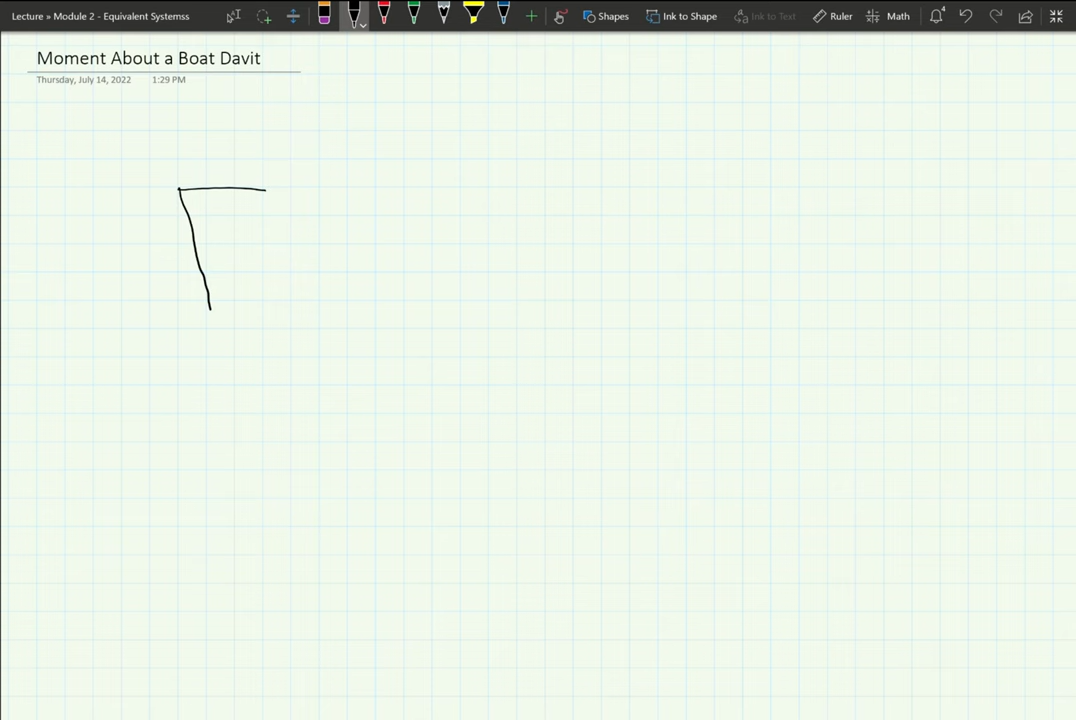 Lecture » Module 2 - Equivalent Systemss
Shapes
Ink to Shape
Ink to Text
Ruler
Math
4
Moment About a Boat Davit
Thursday, July 14, 2022 1:29 PM